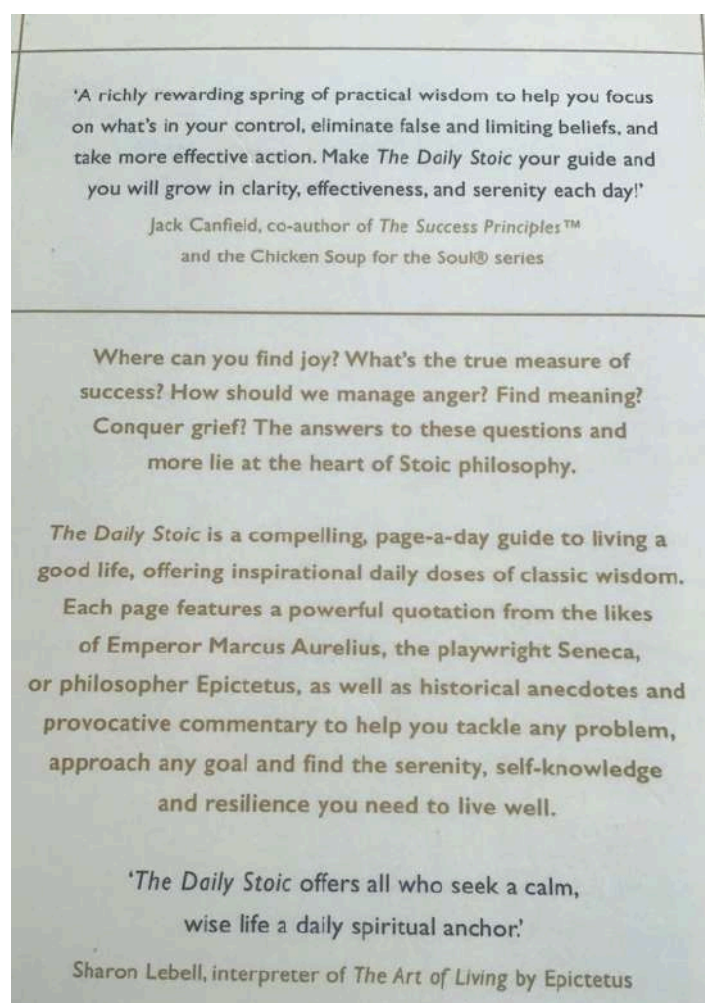 ‘A richly rewarding spring of practical wisdom to help you focus
on what's in your control, eliminate false and limiting beliefs, and
take more effective action. Make The Daily Stoic your guide and
you will grow in clarity, effectiveness, and serenity each day!’
Jack Canfield, co-author of The Success Principles™
and the Chicken Soup for the Soul® series
Where can you find joy? What's the true measure of
success? How should we manage anger? Find meaning?
Conquer grief? The answers to these questions and
more lie at the heart of Stoic philosophy.
The Daily Stoic is a compelling, page-a-day guide to living a
good life, offering inspirational daily doses of classic wisdom.
Each page features a powerful quotation from the likes
of Emperor Marcus Aurelius, the playwright Seneca,
or philosopher Epictetus, as well as historical anecdotes and
provocative commentary to help you tackle any problem,
approach any goal and find the serenity, self-knowledge
and resilience you need to live well.
‘The Daily Stoic offers all who seek a calm,
wise life a daily spiritual anchor.’
Sharon Lebell, interpreter of The Art of Living by Epictetus